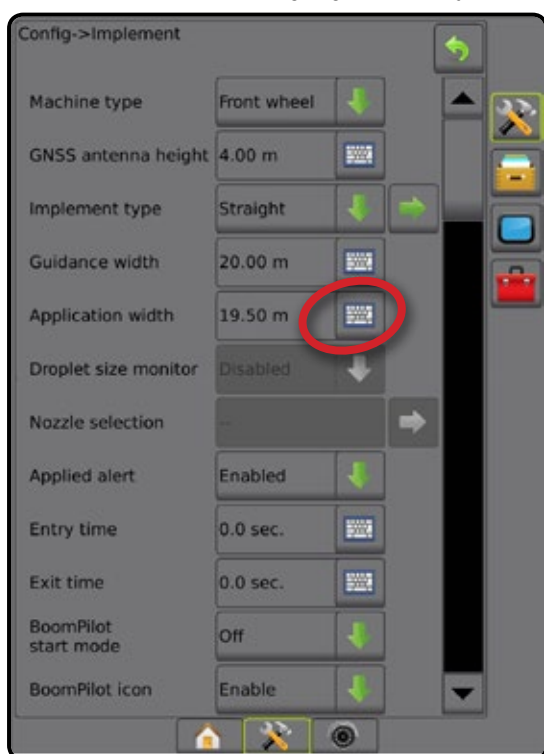 Config->Implement
Machine type Front wheel
GNSS antenna height 4.00 m
Implement type Straight
Guidance width 20.00 m
Application width 19.50 m
Droplet size monitor Disabled
Nozzle selection --
Applied alert Enabled
Entry time 0.0 sec.
Exit time 0.0 sec.
BoomPilot
start mode Off
BoomPilot icon Enable